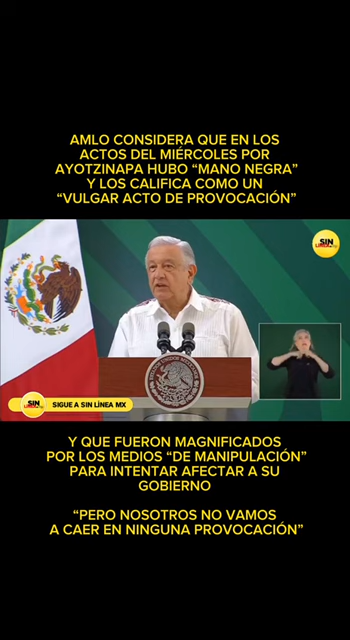 AMLO CONSIDERA QUE EN LOS
ACTOS DEL MIÉRCOLES POR
AYOTZINAPA HUBO “MANO NEGRA”
Y LOS CALIFICA COMO UN
“VULGAR ACTO DE PROVOCACIÓN”
SIN
LÍNEA MX
SIN
LÍNEA MX
SIGUE A SIN LÍNEA MX
Y QUE FUERON MAGNIFICADOS
POR LOS MEDIOS “DE MANIPULACIÓN”
PARA INTENTAR AFECTAR A SU
GOBIERNO
“PERO NOSOTROS NO VAMOS
A CAER EN NINGUNA PROVOCACIÓN”